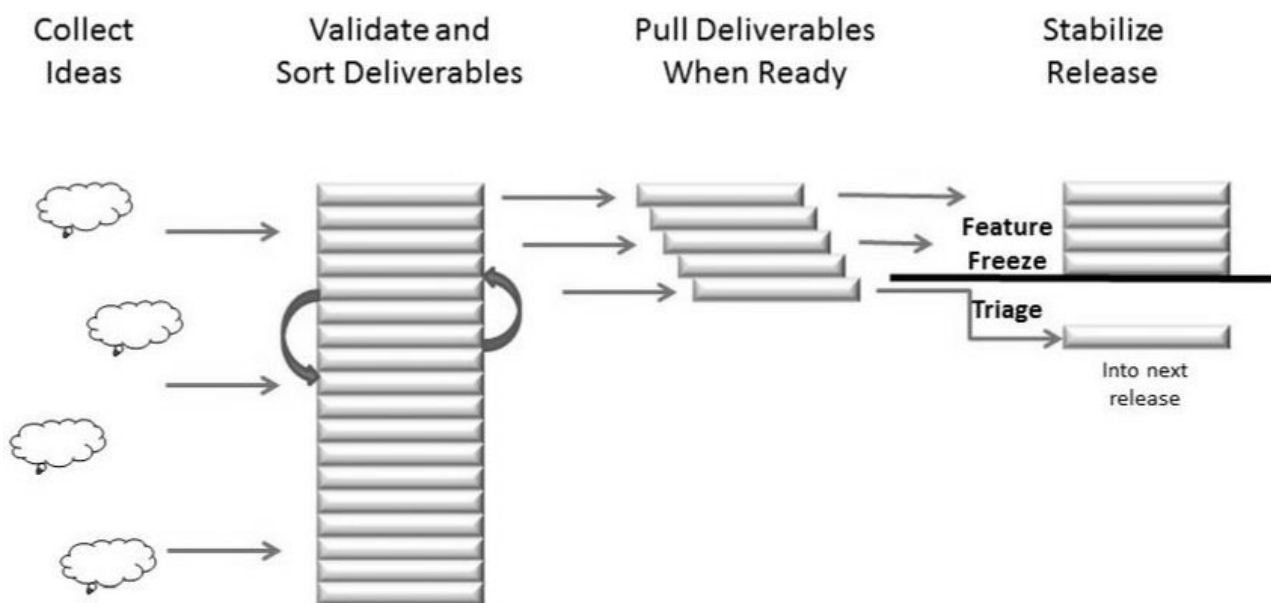 Collect
Ideas
Validate and
Sort Deliverables
Pull Deliverables
When Ready
Stabilize
Release
Feature
Freeze
Triage
Into next
release